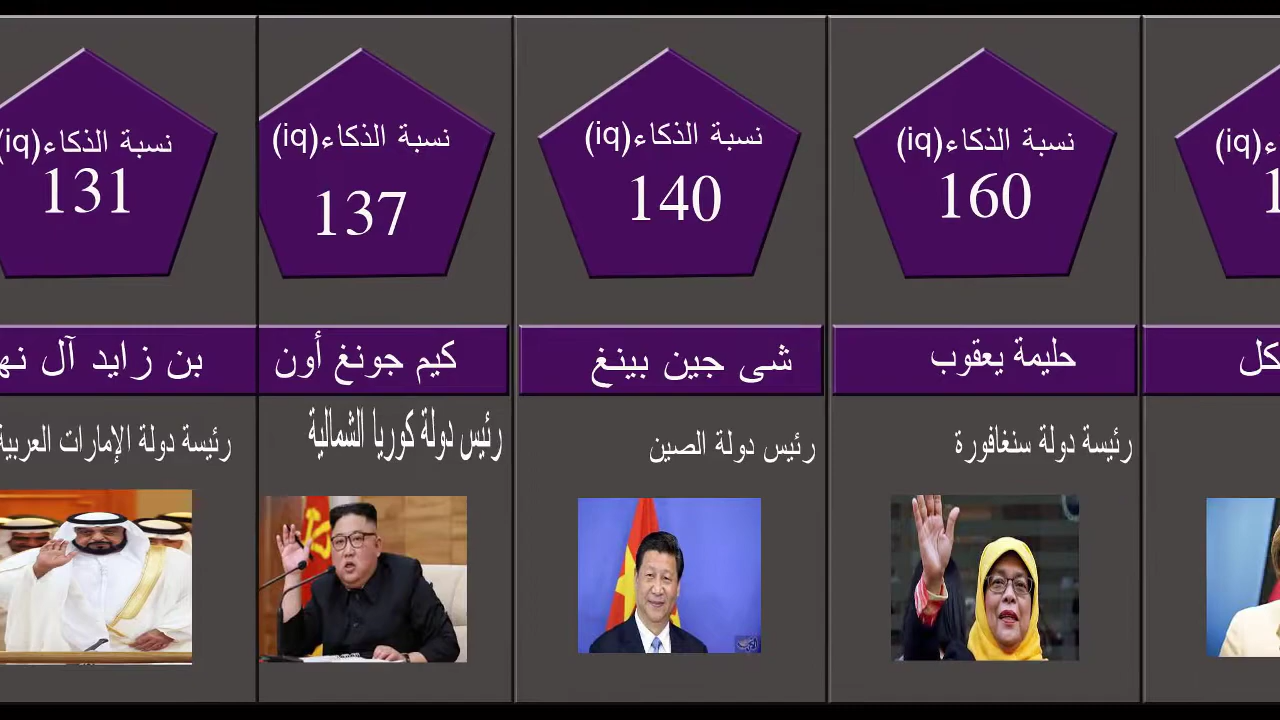 نسبة الذكاء(iq)
131
بن زايد آل
رئيسة دولة الإمارات العربية
نسبة الذكاء(iq)
137
كيم جونغ أون
رئيس دولة كوريا الشمالية
نسبة الذكاء(iq)
140
شى جين بينغ
رئيس دولة الصين
نسبة الذكاء(iq)
160
حليمة يعقوب
رئيسة دولة سنغافورة
(iq)